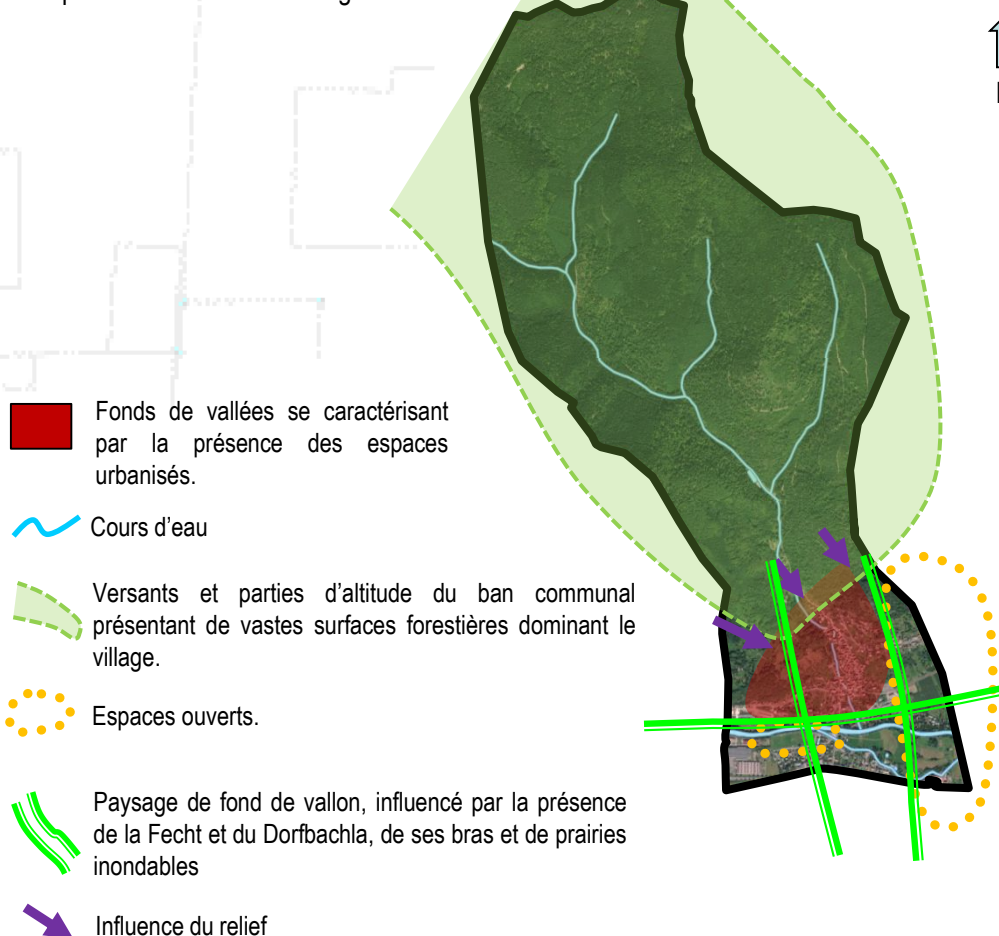 Fonds de vallées se caractérisant
par la présence des espaces
urbanisés.
Cours d'eau
Versants et parties d'altitude du ban communal
présentant de vastes surfaces forestières dominant le
village.
Espaces ouverts.
Paysage de fond de vallon, influencé par la présence
de la Fecht et du Dorfbachla, de ses bras et de prairies
inondables
Influence du relief